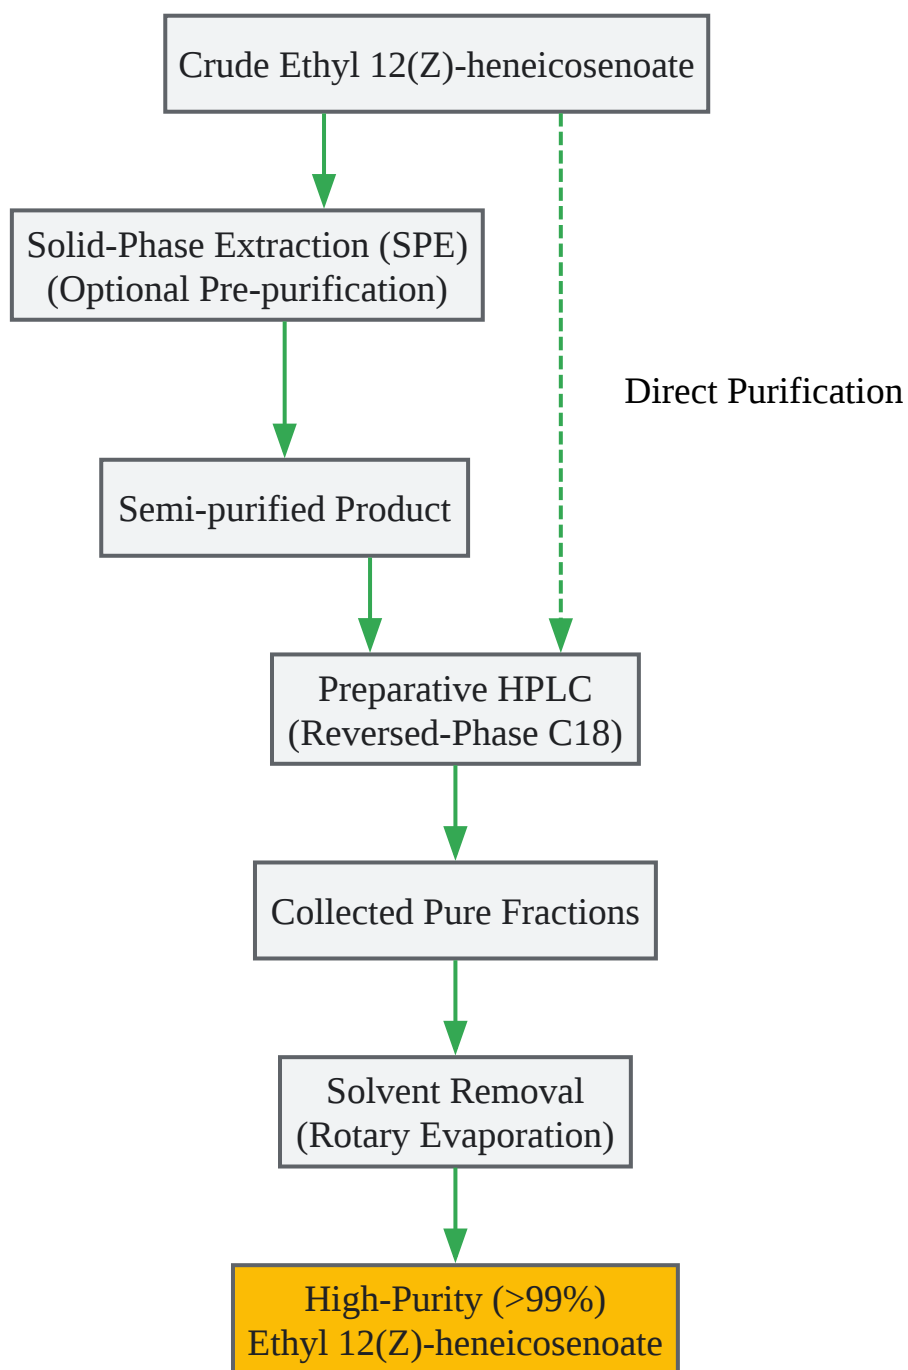 Crude Ethyl 12(Z)-heneicosenoate
Solid-Phase Extraction (SPE)
(Optional Pre-purification)
Direct Purification
Semi-purified Product
Preparative HPLC
(Reversed-Phase C18)
Collected Pure Fractions
Solvent Removal
(Rotary Evaporation)
High-Purity (>99%)
Ethyl 12(Z)-heneicosenoate